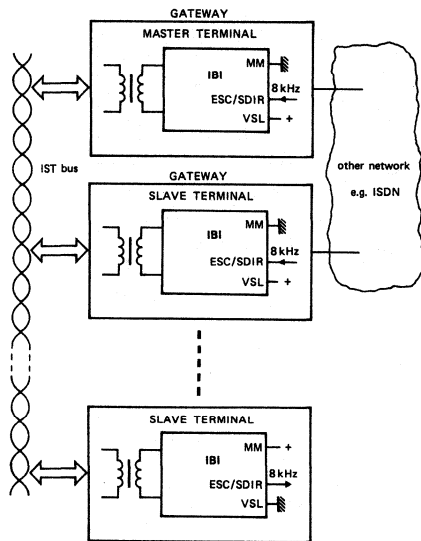 GATEWAY
MASTER TERMINAL
IBI
MM
8 kHz
ESC/SDIR
VSL +
IST bus
other network
e.g. ISDN
GATEWAY
SLAVE TERMINAL
IBI
MM
8 kHz
ESC/SDIR
VSL +
SLAVE TERMINAL
IBI
MM +
8 kHz
ESC/SDIR
VSL